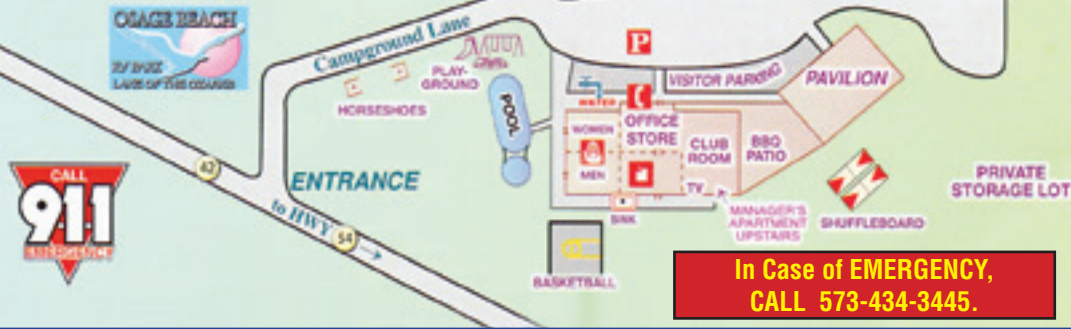 OSAGE BEACH
RV PARK
LAKE OF THE OZARKS
Campground Lane
PLAY-
GROUND
HORSESHOES
POOL
P
VISITOR PARKING
PAVILION
WATER
WOMEN
MEN
OFFICE
STORE
CLUB
ROOM
TV
BBQ
PATIO
SINK
MANAGER'S
APARTMENT
UPSTAIRS
SHUFFLEBOARD
PRIVATE
STORAGE LOT
BASKETBALL
42
ENTRANCE
to HWY 54
CALL
911
EMERGENCY
In Case of EMERGENCY,
CALL 573-434-3445.